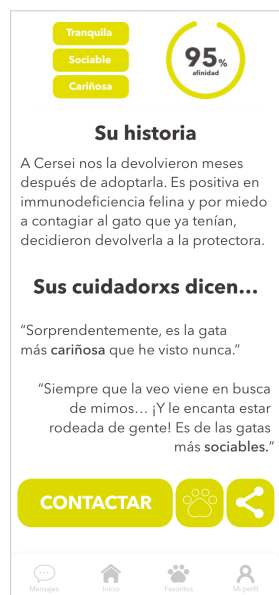 Tranquila
Sociable
Cariñosa
95%
afinidad
Su historia
A Cersei nos la devolvieron meses
después de adoptarla. Es positiva en
immunodeficiencia felina y por miedo
a contagiar al gato que ya tenían,
decidieron devolverla a la protectora.
Sus cuidadorxs dicen...
“Sorprendentemente, es la gata
más cariñosa que he visto nunca.”
“Siempre que la veo viene en busca
de mimos... ¡Y le encanta estar
rodeada de gente! Es de las gatas
más sociables.”
CONTACTAR
Mensajes
Inicio
Favoritos
Mi perfil